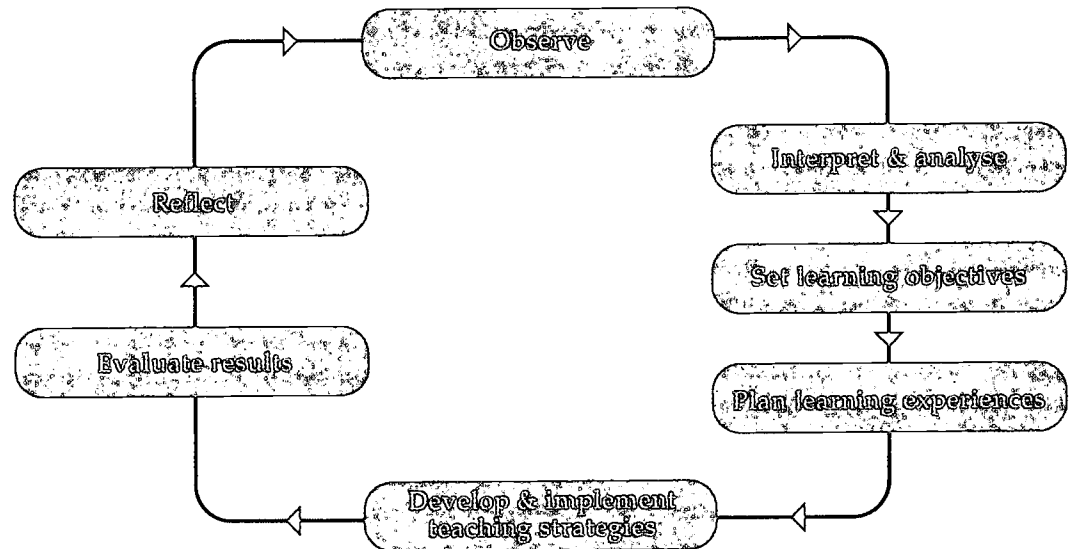 Observe
Interpret & analyse
Reflect
Set learning objectives
Evaluate results
Plan learning experiences
Develop & implement
teaching strategies